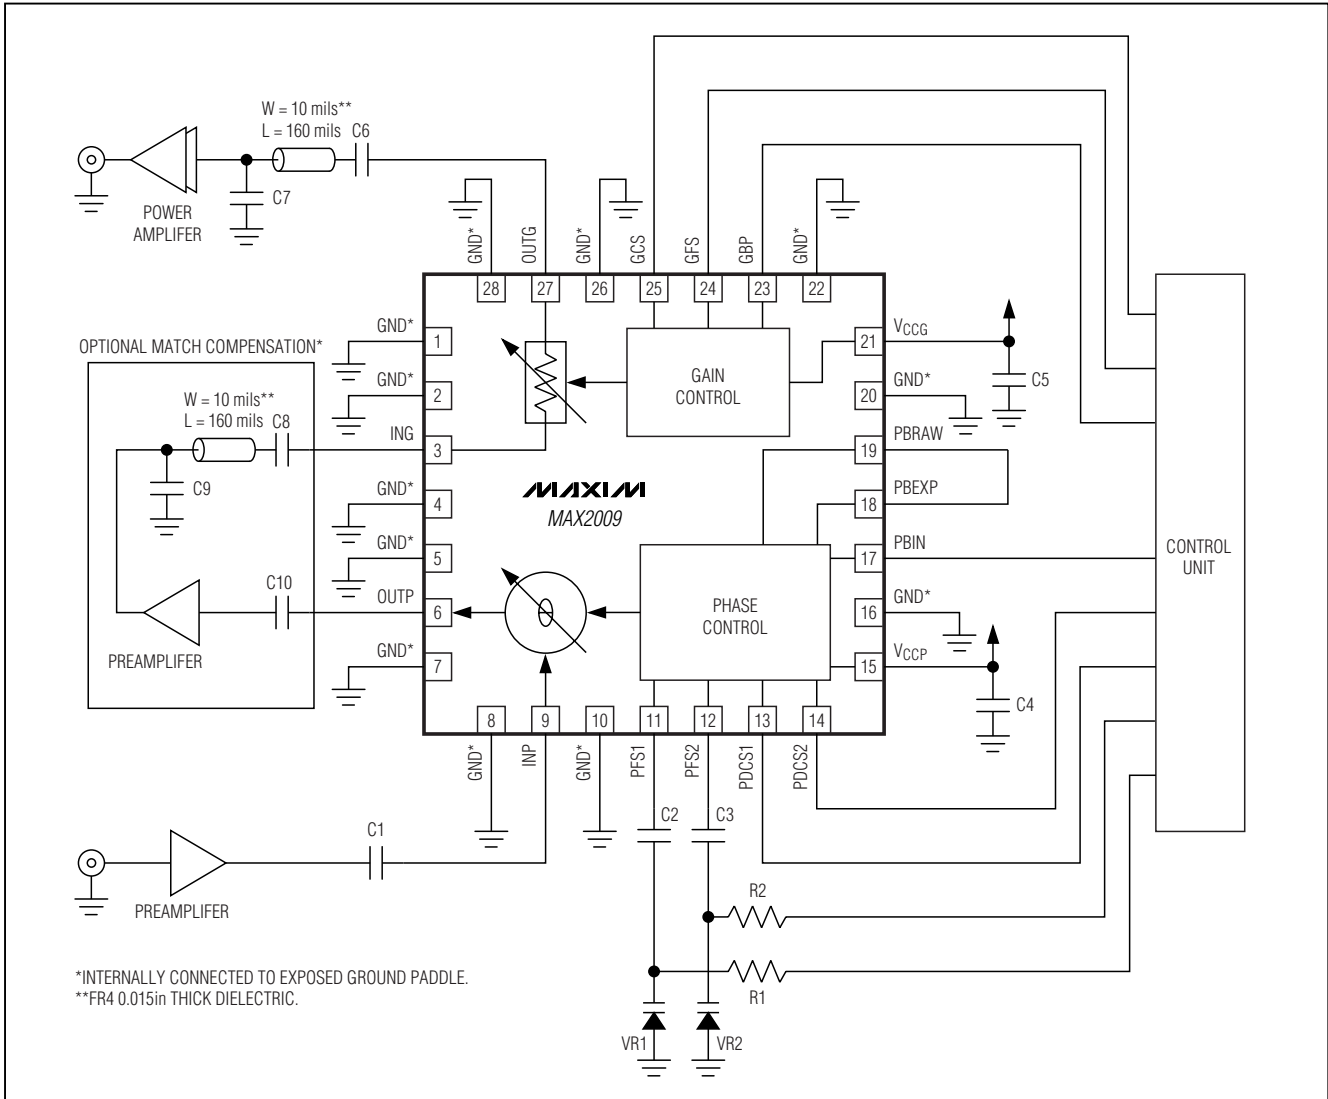 W = 10 mils**
L = 160 mils
C6
C7
POWER
AMPLIFER
GND*
OUTG
GND*
GCS
GFS
GBP
GND*
28
27
26
25
24
23
22
OPTIONAL MATCH COMPENSATION*
W = 10 mils**
L = 160 mils
C8
C9
C10
PREAMPLIFER
GND*
1
GND*
2
ING
3
GND*
4
GND*
5
OUTP
6
GND*
7
GAIN
CONTROL
MAXIM
MAX2009
PHASE
CONTROL
21
VCCG
C5
20
GND*
19
PBRAW
18
PBEXP
17
PBIN
16
GND*
15
VCCP
C4
CONTROL
UNIT
8
9
10
11
12
13
14
GND*
INP
GND*
PFS1
PFS2
PDCS1
PDCS2
C1
PREAMPLIFER
C2
C3
R2
R1
VR1
VR2
*INTERNALLY CONNECTED TO EXPOSED GROUND PADDLE.
**FR4 0.015in THICK DIELECTRIC.